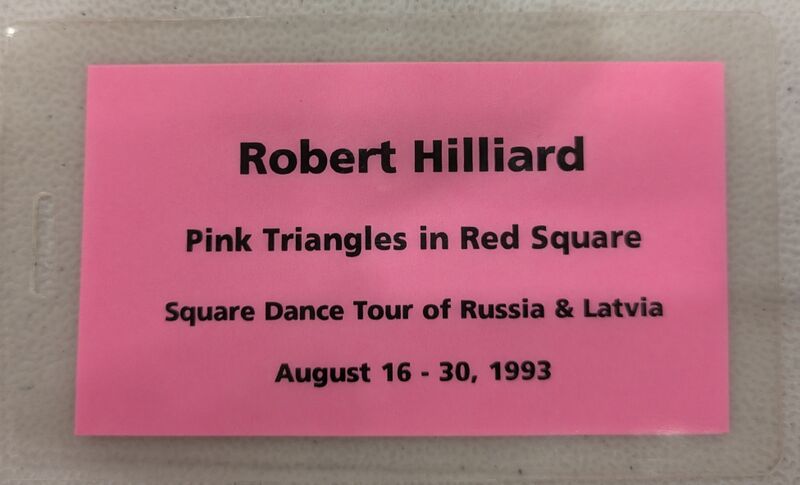 Robert Hilliard
Pink Triangles in Red Square
Square Dance Tour of Russia & Latvia
August 16 - 30, 1993